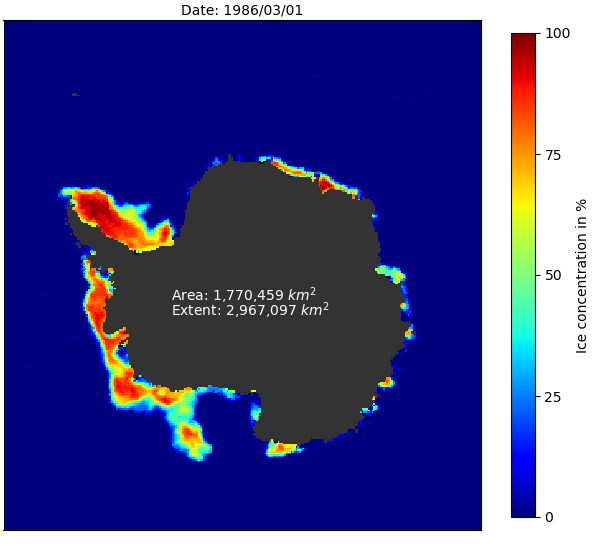 Date: 1986/03/01
100
75
50
25
0
Ice concentration in %
Area: 1,770,459 km²
Extent: 2,967,097 km²